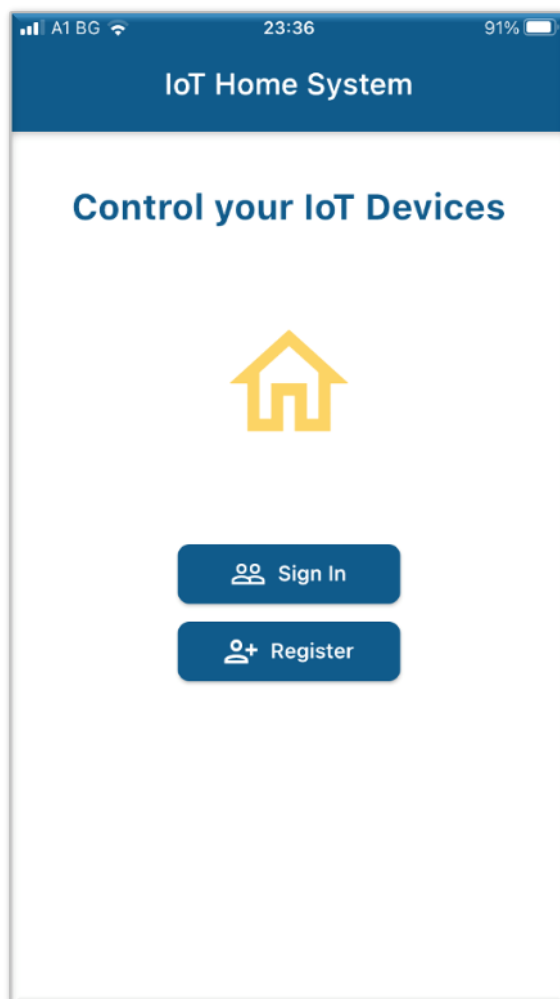 A1 BG 23:36 91%
IoT Home System
Control your IoT Devices
Sign In
Register